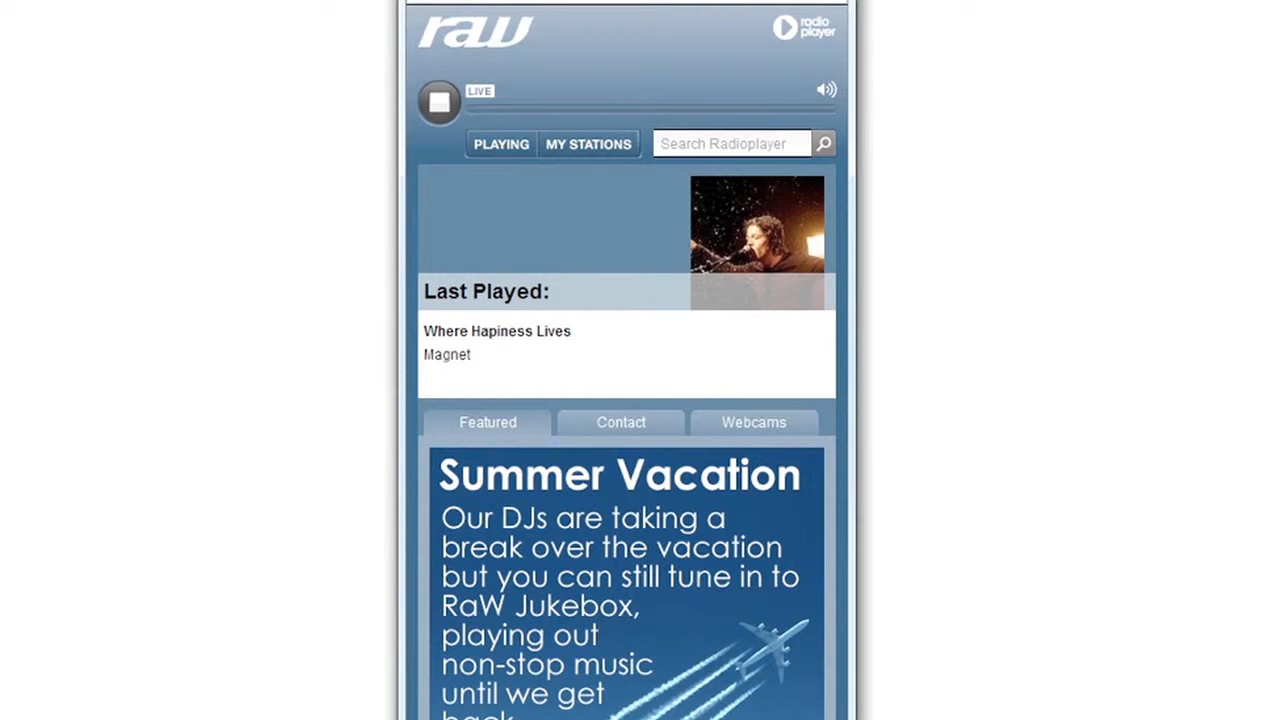 raw
radio
player
LIVE
PLAYING
MY STATIONS
Search Radioplayer
Last Played:
Where Hapiness Lives
Magnet
Featured
Contact
Webcams
Summer Vacation
Our DJs are taking a
break over the vacation
but you can still tune in to
RaW Jukebox,
playing out
non-stop music
until we get
back